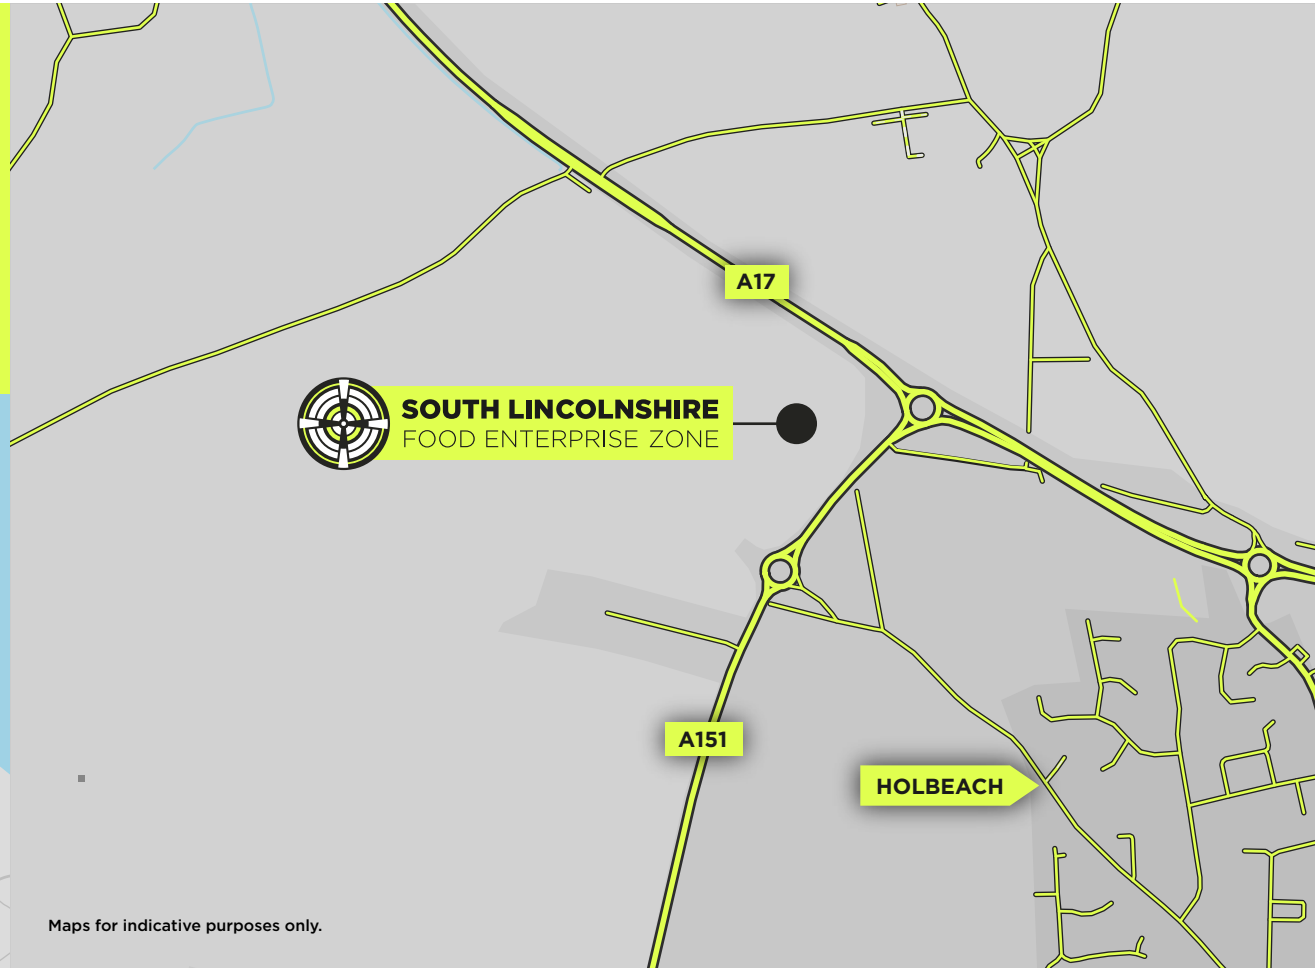 A17
SOUTH LINCOLNSHIRE
FOOD ENTERPRISE ZONE
A151
HOLBEACH
Maps for indicative purposes only.